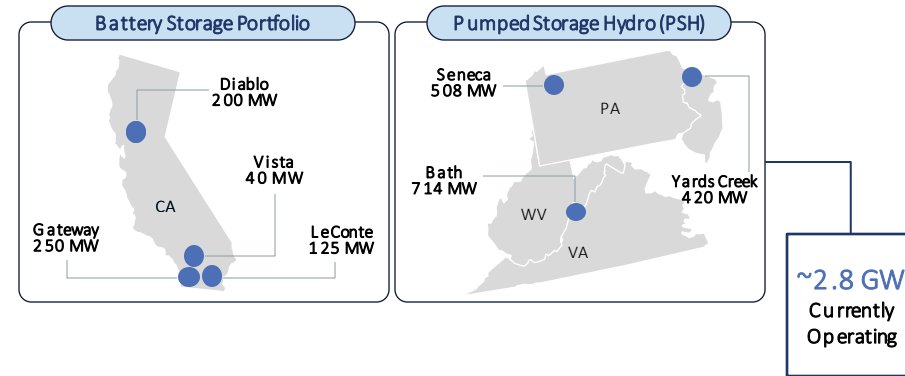 Battery Storage Portfolio
Diablo
200 MW
Vista
40 MW
CA
Gateway
250 MW
LeConte
125 MW
Pumped Storage Hydro (PSH)
Seneca
508 MW
PA
Bath
714 MW
Yards Creek
420 MW
WV
VA
~2.8 GW
Currently
Operating